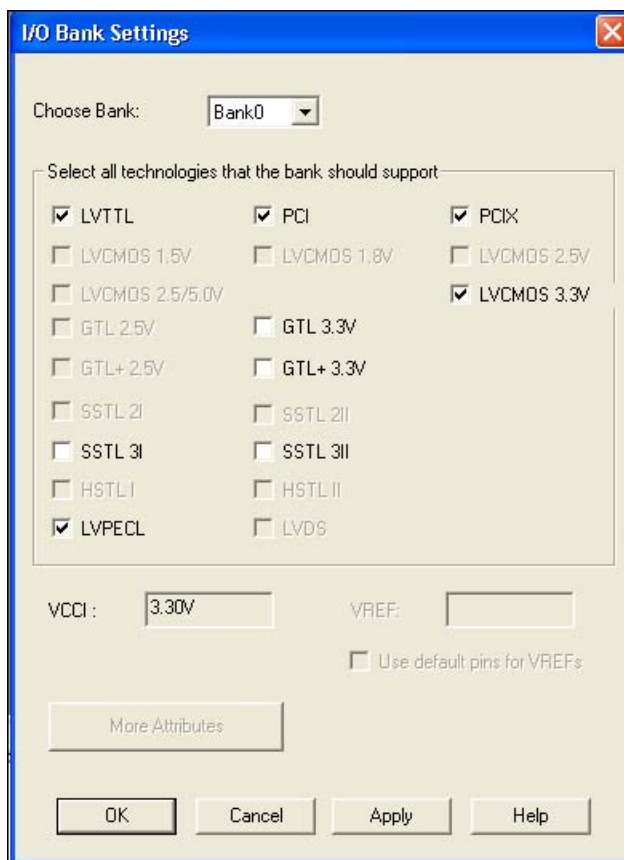 I/O Bank Settings
Choose Bank: Bank0
Select all technologies that the bank should support
LVTTL PCI PCIX
LVCMOS 1.5V LVCMOS 1.8V LVCMOS 2.5V
LVCMOS 2.5/5.0V LVCMOS 3.3V
GTL 2.5V GTL 3.3V
GTL+ 2.5V GTL+ 3.3V
SSTL 2I SSTL 2II
SSTL 3I SSTL 3II
HSTL I HSTL II
LVPECL LVDS
VCCI : 3.30V VREF:
Use default pins for VREFs
More Attributes
OK Cancel Apply Help